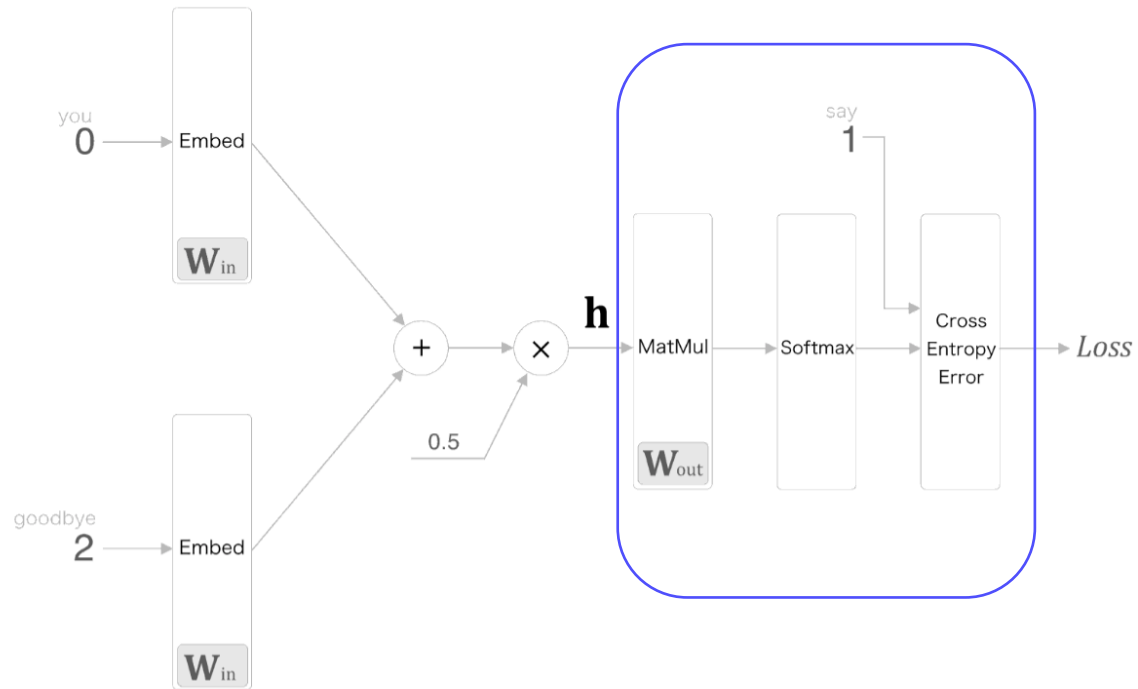 you
0
Embed
W in
say
1
+
×
h
MatMul
W out
Softmax
Cross
Entropy
Error
Loss
0.5
goodbye
2
Embed
W in